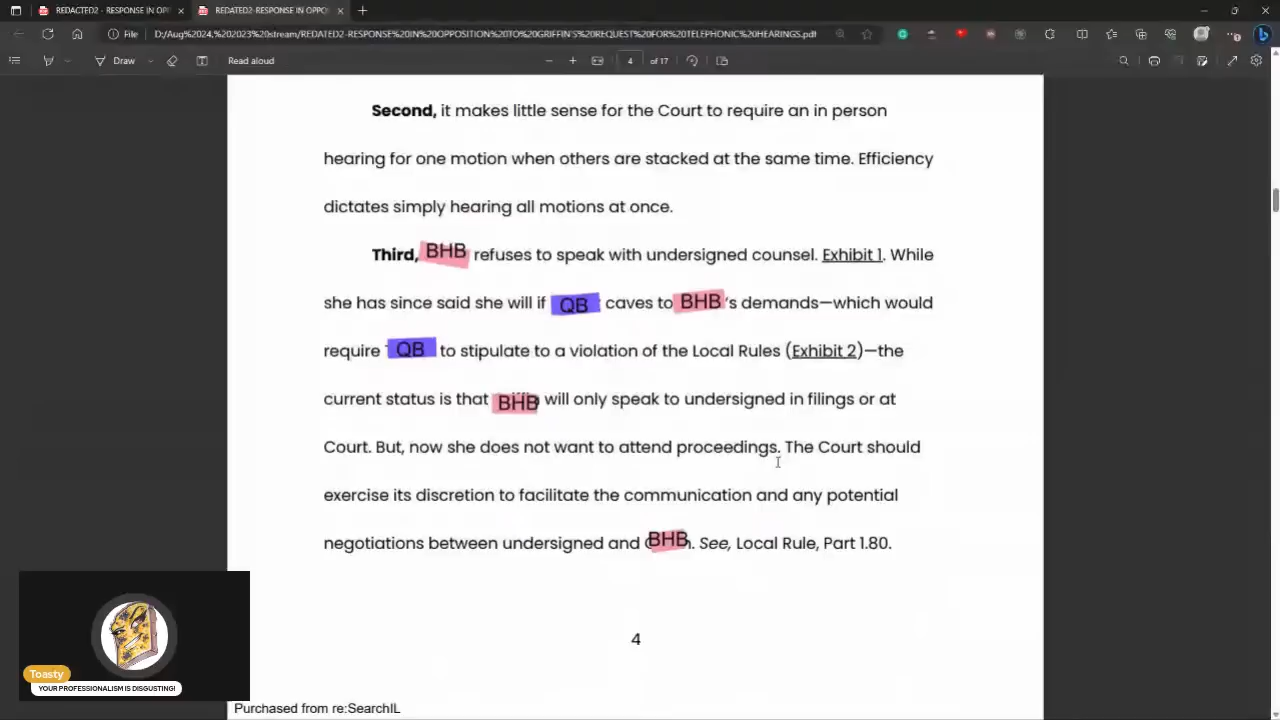 REDACTED2 - RESPONSE IN OPP
REDATED2-RESPONSE IN OPPO
File
D:/Aug%2024,%202023%20stream/REDATED2-RESPONSE%20IN%20OPPOSITION%20TO%20GRIFFIN'S%20REQUEST%20FOR%20TELEPHONIC%20HEARINGS.pdf
Draw
Read aloud
4 of 17
Second, it makes little sense for the Court to require an in person
hearing for one motion when others are stacked at the same time. Efficiency
dictates simply hearing all motions at once.
Third, BHB refuses to speak with undersigned counsel. Exhibit 1. While
she has since said she will if QB caves to BHB's demands—which would
require QB to stipulate to a violation of the Local Rules (Exhibit 2)—the
current status is that BHB will only speak to undersigned in filings or at
Court. But, now she does not want to attend proceedings. The Court should
exercise its discretion to facilitate the communication and any potential
negotiations between undersigned and BHB. See, Local Rule, Part 1.80.
4
Toasty
YOUR PROFESSIONALISM IS DISGUSTING!
Purchased from re:SearchIL